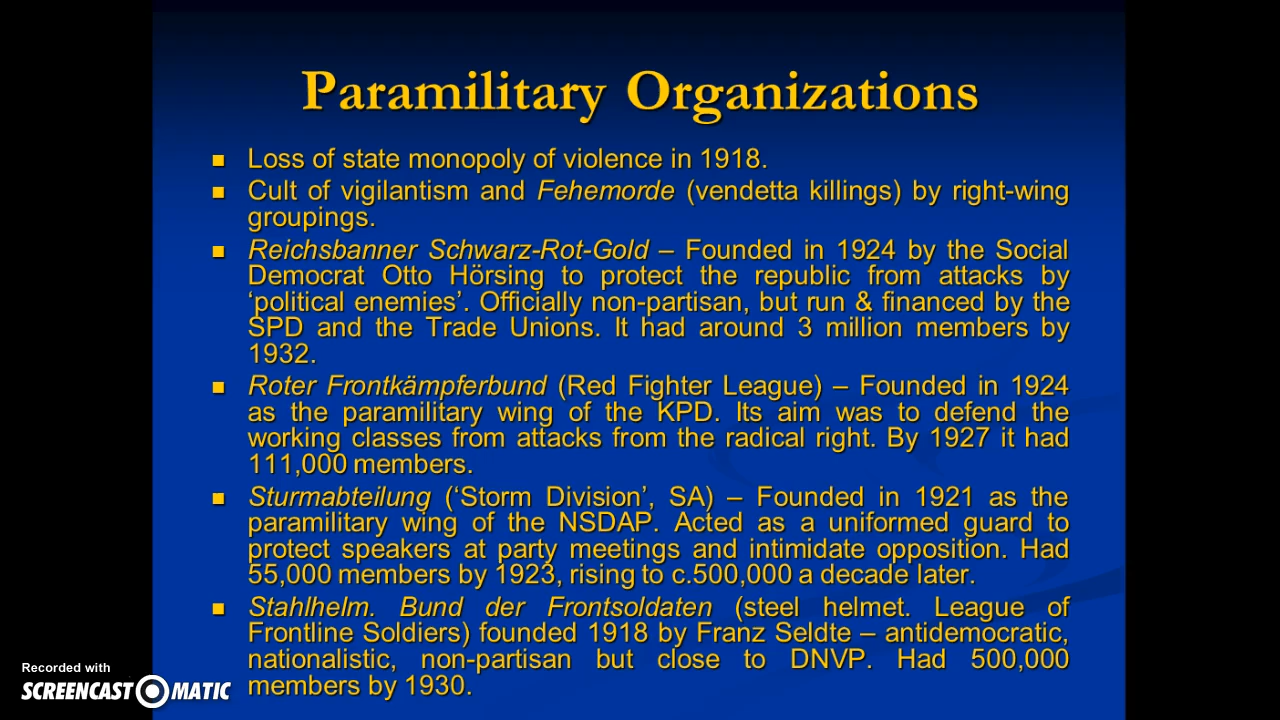 Paramilitary Organizations
Loss of state monopoly of violence in 1918.
Cult of vigilantism and Fehemorde (vendetta killings) by right-wing
groupings.
Reichsbanner Schwarz-Rot-Gold – Founded in 1924 by the Social
Democrat Otto Hörsing to protect the republic from attacks by
‘political enemies’. Officially non-partisan, but run & financed by the
SPD and the Trade Unions. It had around 3 million members by
1932.
Roter Frontkämpferbund (Red Fighter League) – Founded in 1924
as the paramilitary wing of the KPD. Its aim was to defend the
working classes from attacks from the radical right. By 1927 it had
111,000 members.
Sturmabteilung (‘Storm Division’, SA) – Founded in 1921 as the
paramilitary wing of the NSDAP. Acted as a uniformed guard to
protect speakers at party meetings and intimidate opposition. Had
55,000 members by 1923, rising to c.500,000 a decade later.
Stahlhelm. Bund der Frontsoldaten (steel helmet. League of
Frontline Soldiers) founded 1918 by Franz Seldte – antidemocratic,
nationalistic, non-partisan but close to DNVP. Had 500,000
members by 1930.
Recorded with
SCREENCAST MATIC